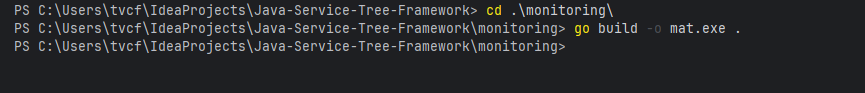 PS C:\Users\tvcf\IdeaProjects\Java-Service-Tree-Framework> cd .\monitoring\
PS C:\Users\tvcf\IdeaProjects\Java-Service-Tree-Framework\monitoring> go build -o mat.exe .
PS C:\Users\tvcf\IdeaProjects\Java-Service-Tree-Framework\monitoring>